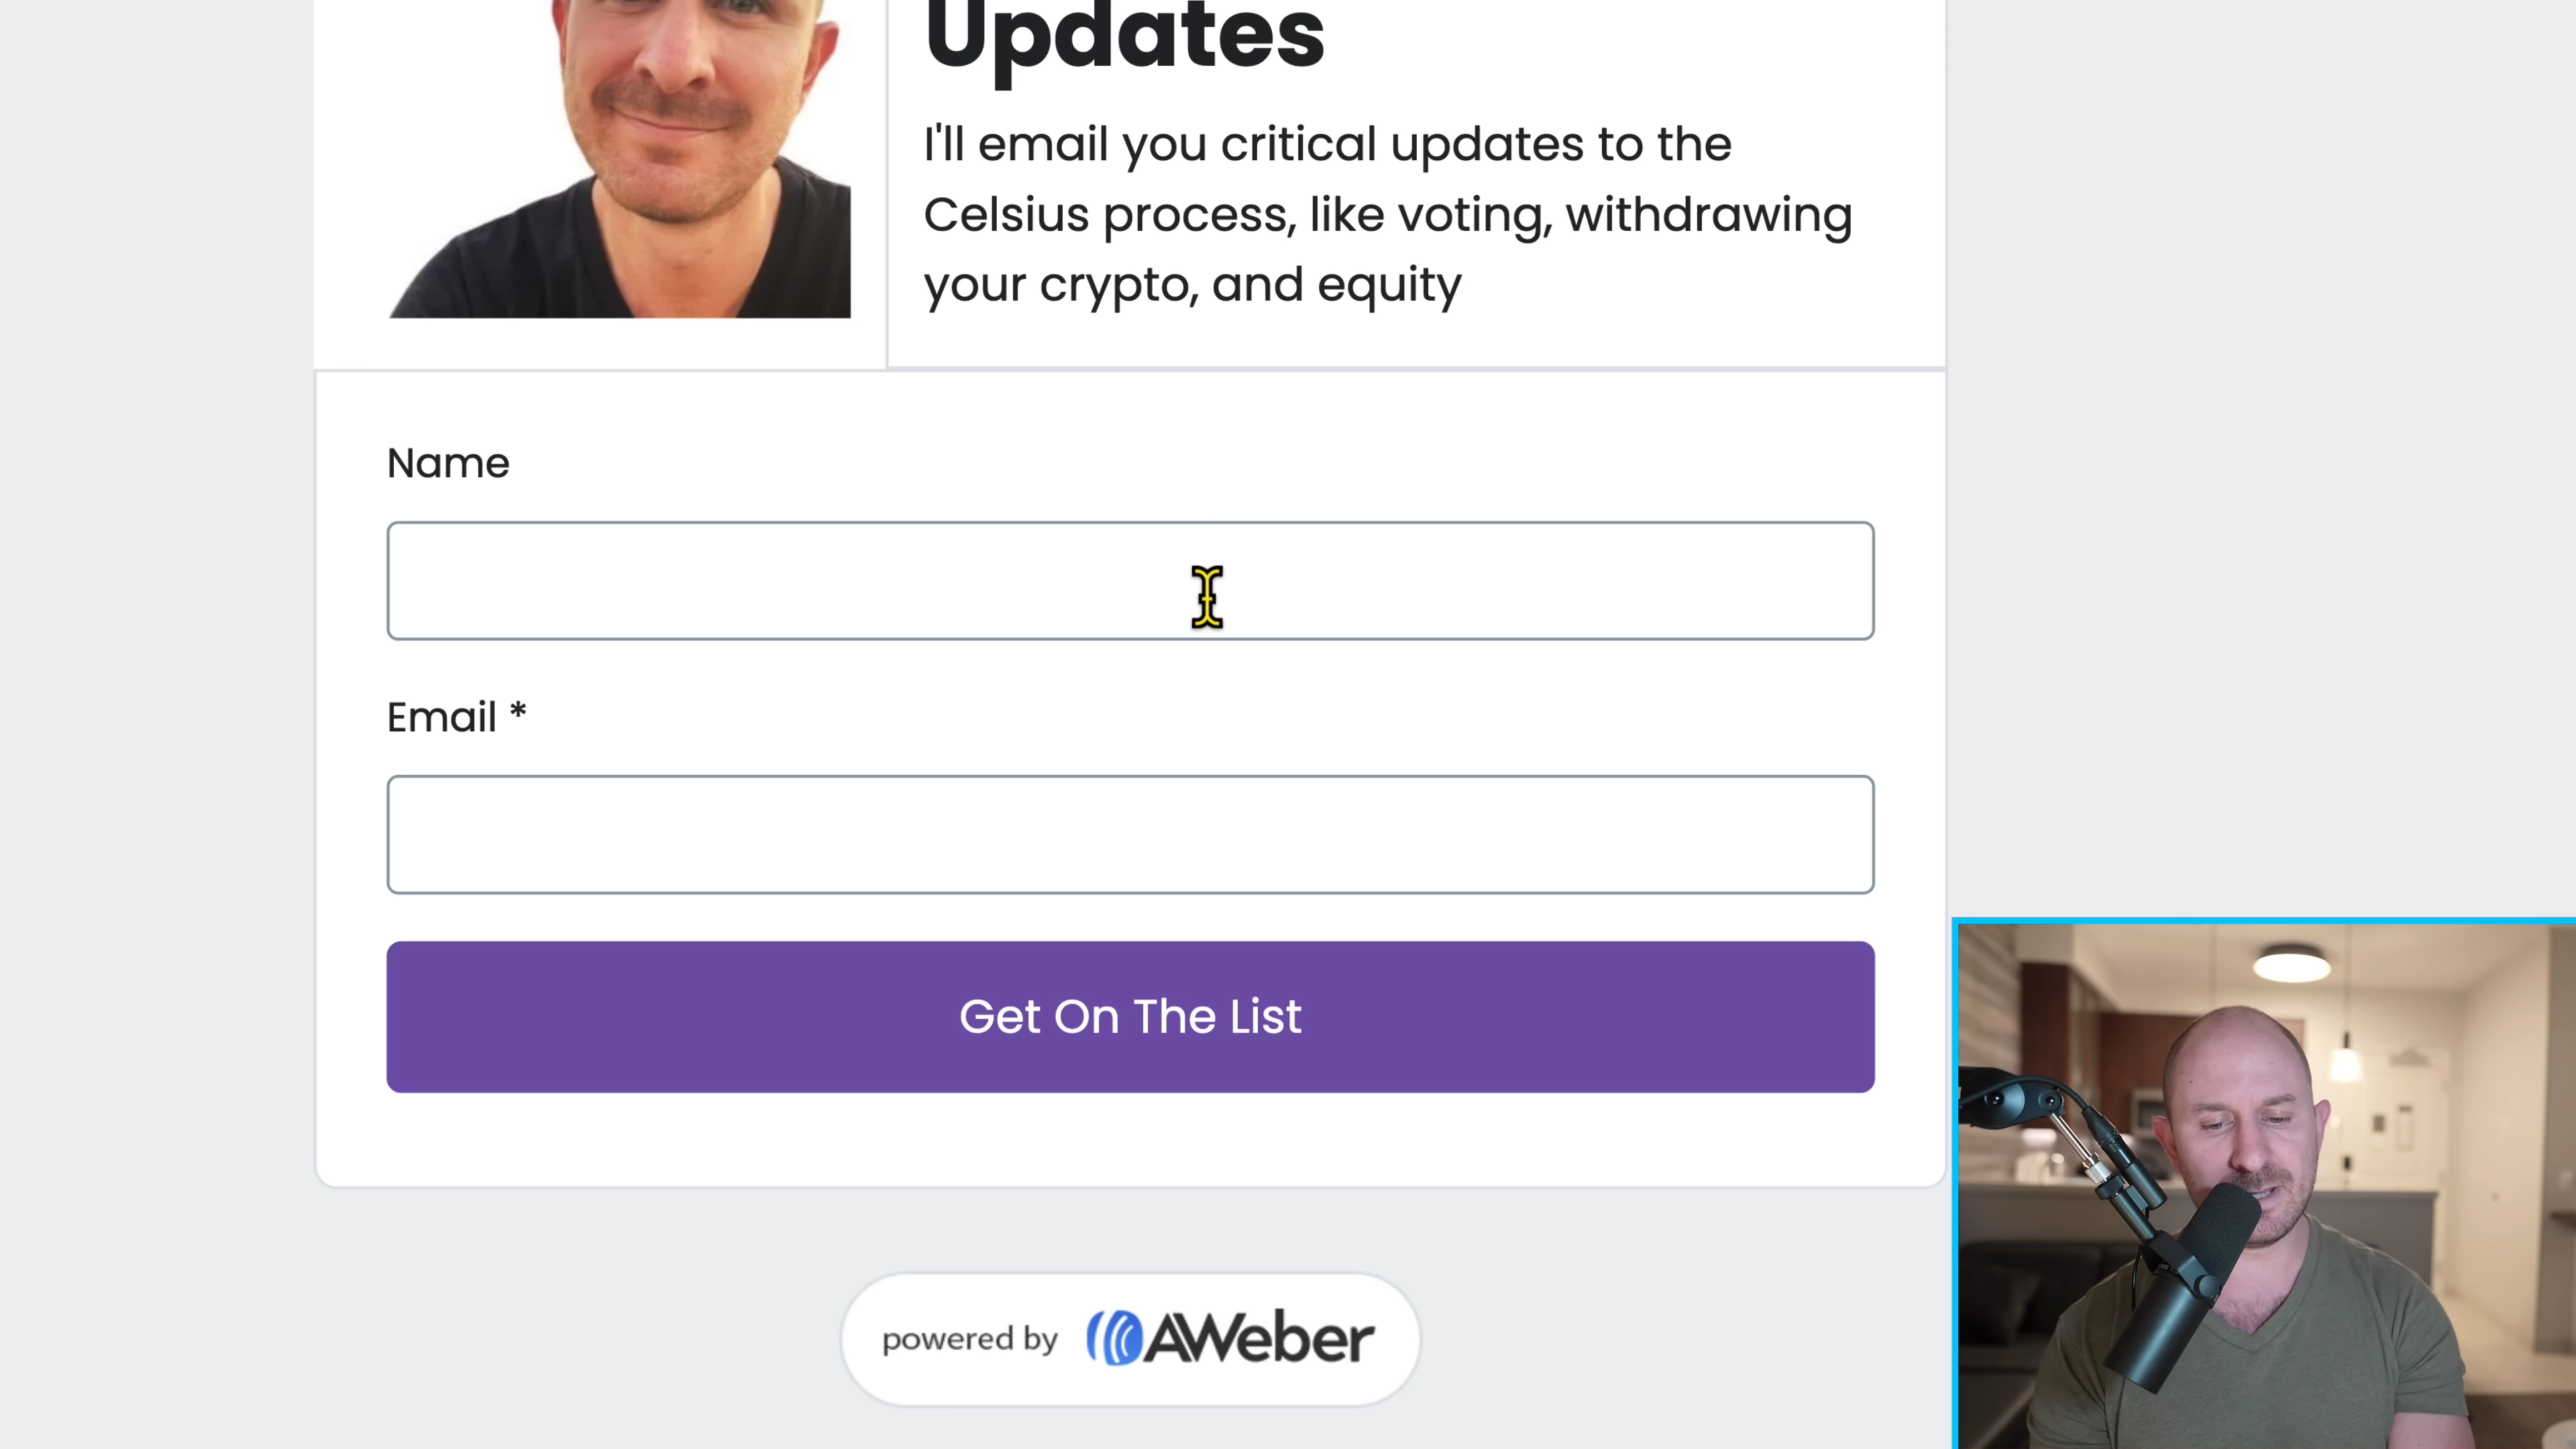 Updates
I'll email you critical updates to the
Celsius process, like voting, withdrawing
your crypto, and equity
Name
Email *
Get On The List
powered by AWeber